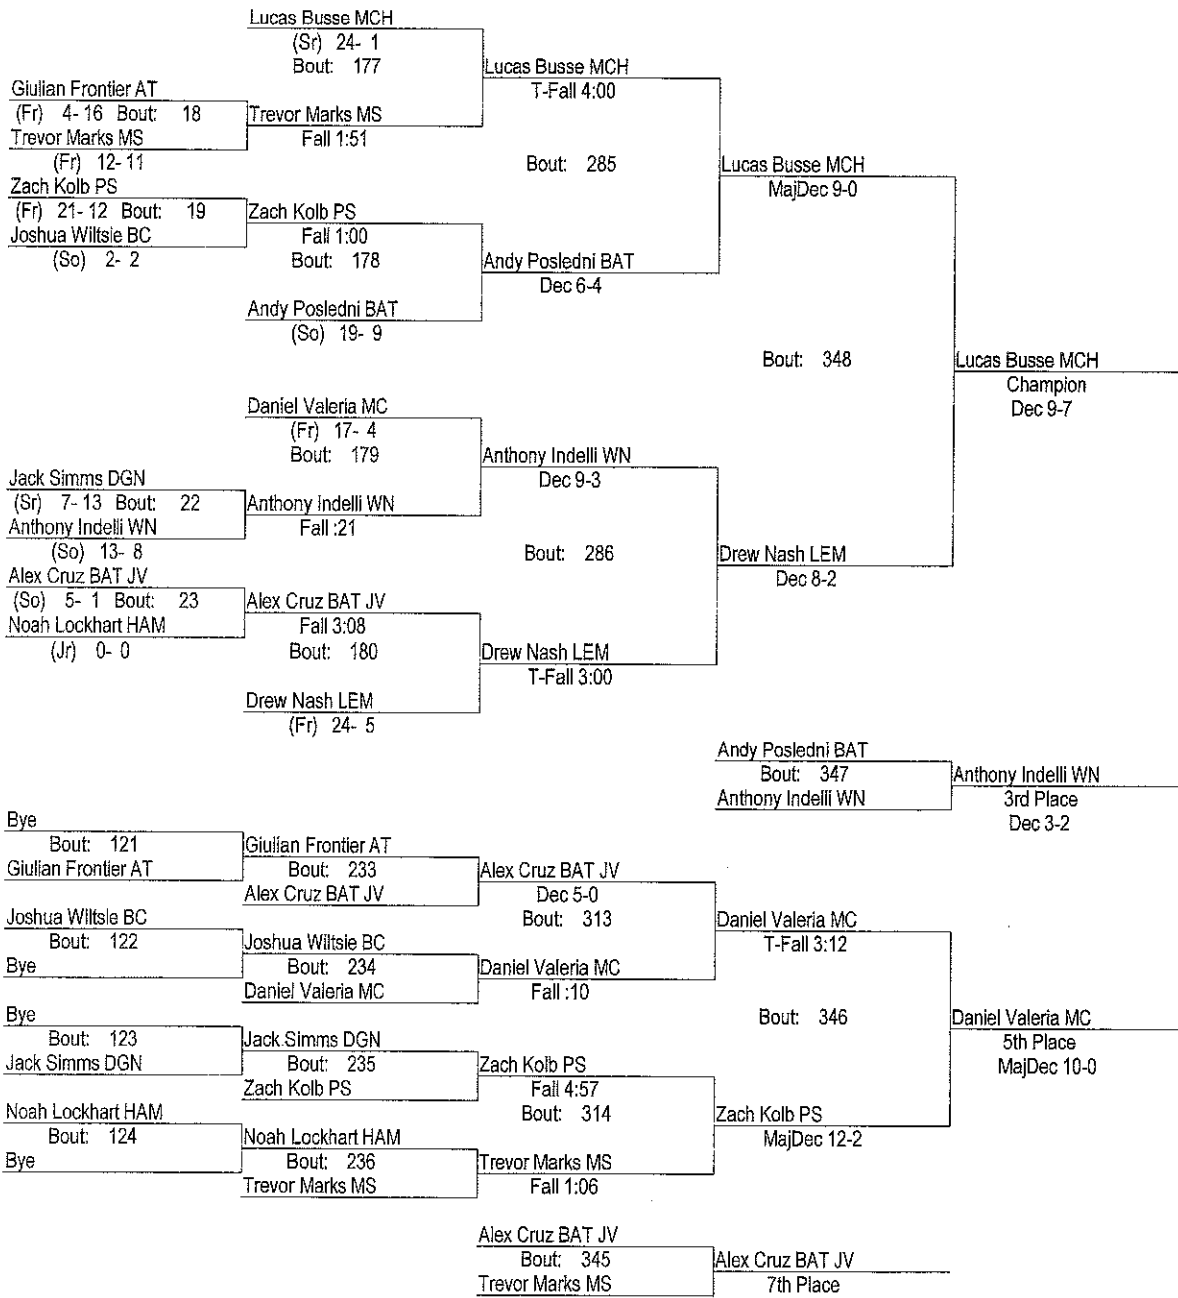 Lucas Busse MCH
(Sr) 24- 1
Bout: 177
Lucas Busse MCH
T-Fall 4:00
Giulian Frontier AT
(Fr) 4- 16 Bout: 18
Trevor Marks MS
Fall 1:51
Trevor Marks MS
(Fr) 12- 11
Bout: 285
Lucas Busse MCH
MajDec 9-0
Zach Kolb PS
(Fr) 21- 12 Bout: 19
Zach Kolb PS
Fall 1:00
Joshua Wiltsie BC
(So) 2- 2
Bout: 178
Andy Posledni BAT
Dec 6-4
Andy Posledni BAT
(So) 19- 9
Bout: 348
Lucas Busse MCH
Champion
Dec 9-7
Daniel Valeria MC
(Fr) 17- 4
Bout: 179
Anthony Indelli WN
Dec 9-3
Jack Simms DGN
(Sr) 7- 13 Bout: 22
Anthony Indelli WN
Fall :21
Anthony Indelli WN
(So) 13- 8
Bout: 286
Drew Nash LEM
Dec 8-2
Alex Cruz BAT JV
(So) 5- 1 Bout: 23
Alex Cruz BAT JV
Fall 3:08
Noah Lockhart HAM
(Jr) 0- 0
Bout: 180
Drew Nash LEM
T-Fall 3:00
Drew Nash LEM
(Fr) 24- 5
Andy Posledni BAT
Bout: 347
Anthony Indelli WN
Anthony Indelli WN
3rd Place
Dec 3-2
Bye
Bout: 121
Giulian Frontier AT
Giulian Frontier AT
Bout: 233
Alex Cruz BAT JV
Alex Cruz BAT JV
Dec 5-0
Bout: 313
Joshua Wiltsie BC
Bout: 122
Bye
Joshua Wiltsie BC
Bout: 234
Daniel Valeria MC
Daniel Valeria MC
Fall :10
Daniel Valeria MC
T-Fall 3:12
Bout: 346
Daniel Valeria MC
5th Place
MajDec 10-0
Bye
Bout: 123
Jack Simms DGN
Jack Simms DGN
Bout: 235
Zach Kolb PS
Zach Kolb PS
Fall 4:57
Bout: 314
Zach Kolb PS
MajDec 12-2
Noah Lockhart HAM
Bout: 124
Bye
Noah Lockhart HAM
Bout: 236
Trevor Marks MS
Trevor Marks MS
Fall 1:06
Alex Cruz BAT JV
Bout: 345
Trevor Marks MS
Alex Cruz BAT JV
7th Place